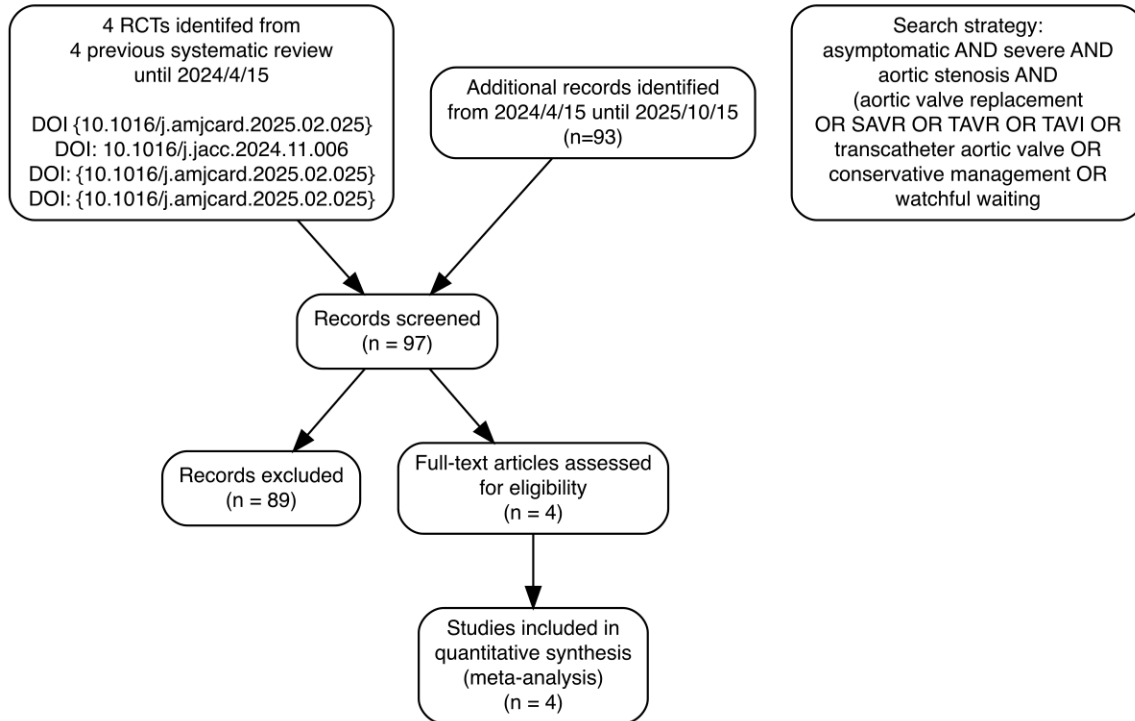 4 RCTs identifed from
4 previous systematic review
until 2024/4/15
DOI {10.1016/j.amjcard.2025.02.025}
DOI: 10.1016/j.jacc.2024.11.006
DOI: {10.1016/j.amjcard.2025.02.025}
DOI: {10.1016/j.amjcard.2025.02.025}
Additional records identified
from 2024/4/15 until 2025/10/15
(n=93)
Search strategy:
asymptomatic AND severe AND
aortic stenosis AND
(aortic valve replacement
OR SAVR OR TAVR OR TAVI OR
transcatheter aortic valve OR
conservative management OR
watchful waiting
Records screened
(n = 97)
Records excluded
(n = 89)
Full-text articles assessed
for eligibility
(n = 4)
Studies included in
quantitative synthesis
(meta-analysis)
(n = 4)